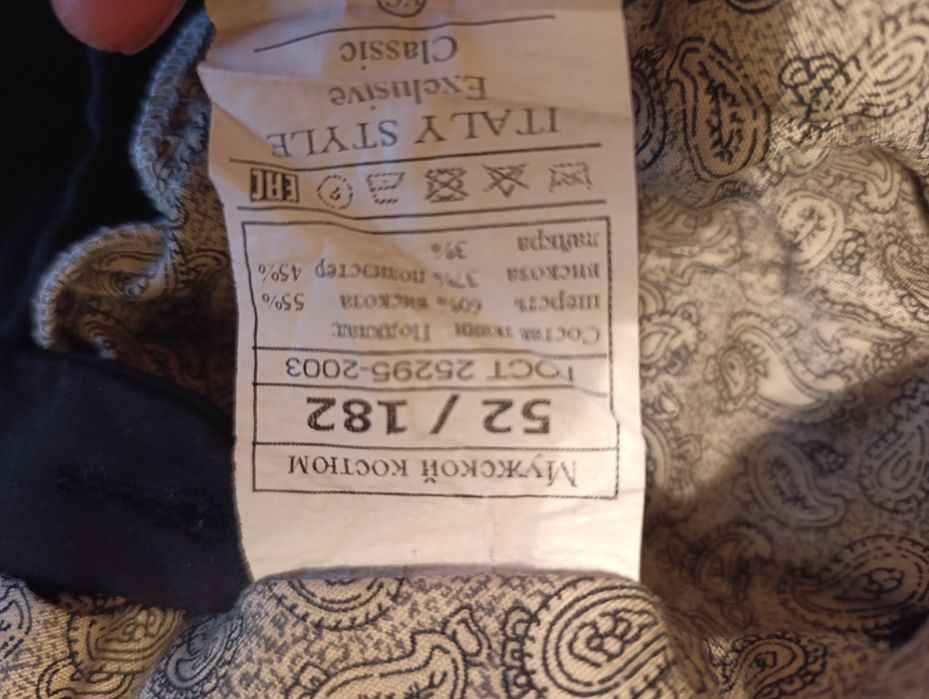 Мужской костюм
52 / 182
ГОСТ 25295-2003
Состав ткани Подклад:
шерсть 60% вискоза 55%
вискоза 37% полиэстер 45%
лайкра 3%
EAC
ITALY STYLE
Exclusive
Classic